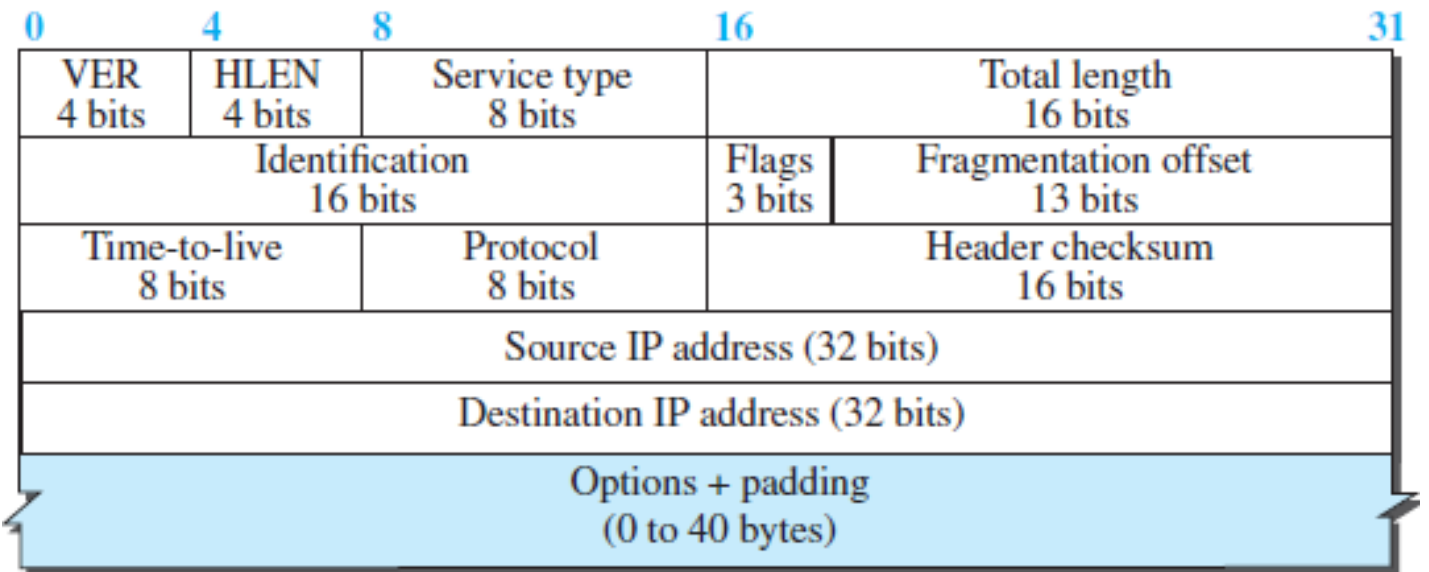 0 4 8 16 31
VER HLEN Service type Total length
4 bits 4 bits 8 bits 16 bits
Identification Flags Fragmentation offset
16 bits 3 bits 13 bits
Time-to-live Protocol Header checksum
8 bits 8 bits 16 bits
Source IP address (32 bits)
Destination IP address (32 bits)
Options + padding
(0 to 40 bytes)